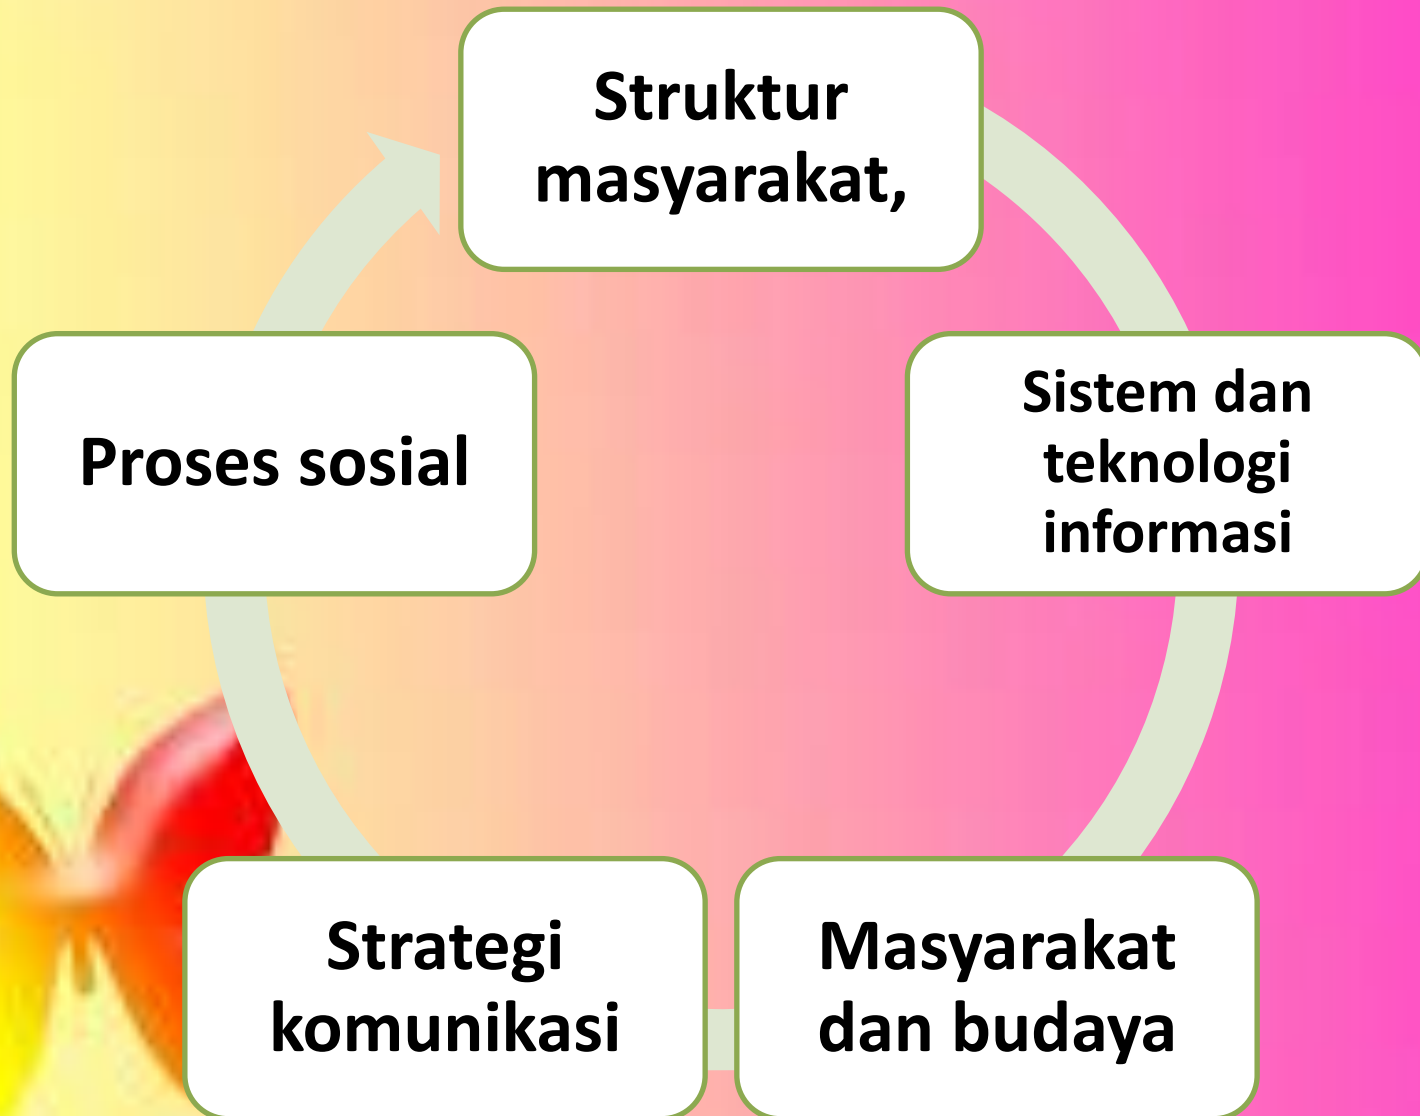 Struktur
masyarakat,
Sistem dan
teknologi
informasi
Masyarakat
dan budaya
Strategi
komunikasi
Proses sosial